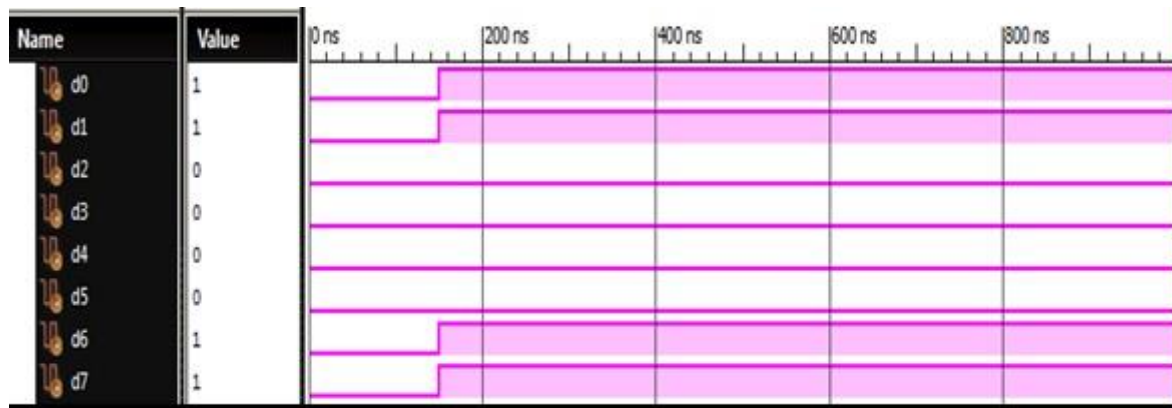 Name Value 0 ns 200 ns 400 ns 600 ns 800 ns
d0 1
d1 1
d2 0
d3 0
d4 0
d5 0
d6 1
d7 1